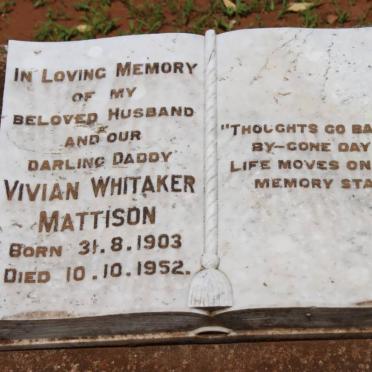 In Loving Memory
of my
beloved Husband
and our
darling Daddy
Vivian Whitaker
Mattison
Born 31.8.1903
Died 10.10.1952.
"Thoughts go ba
by-gone day
Life moves on
memory sta